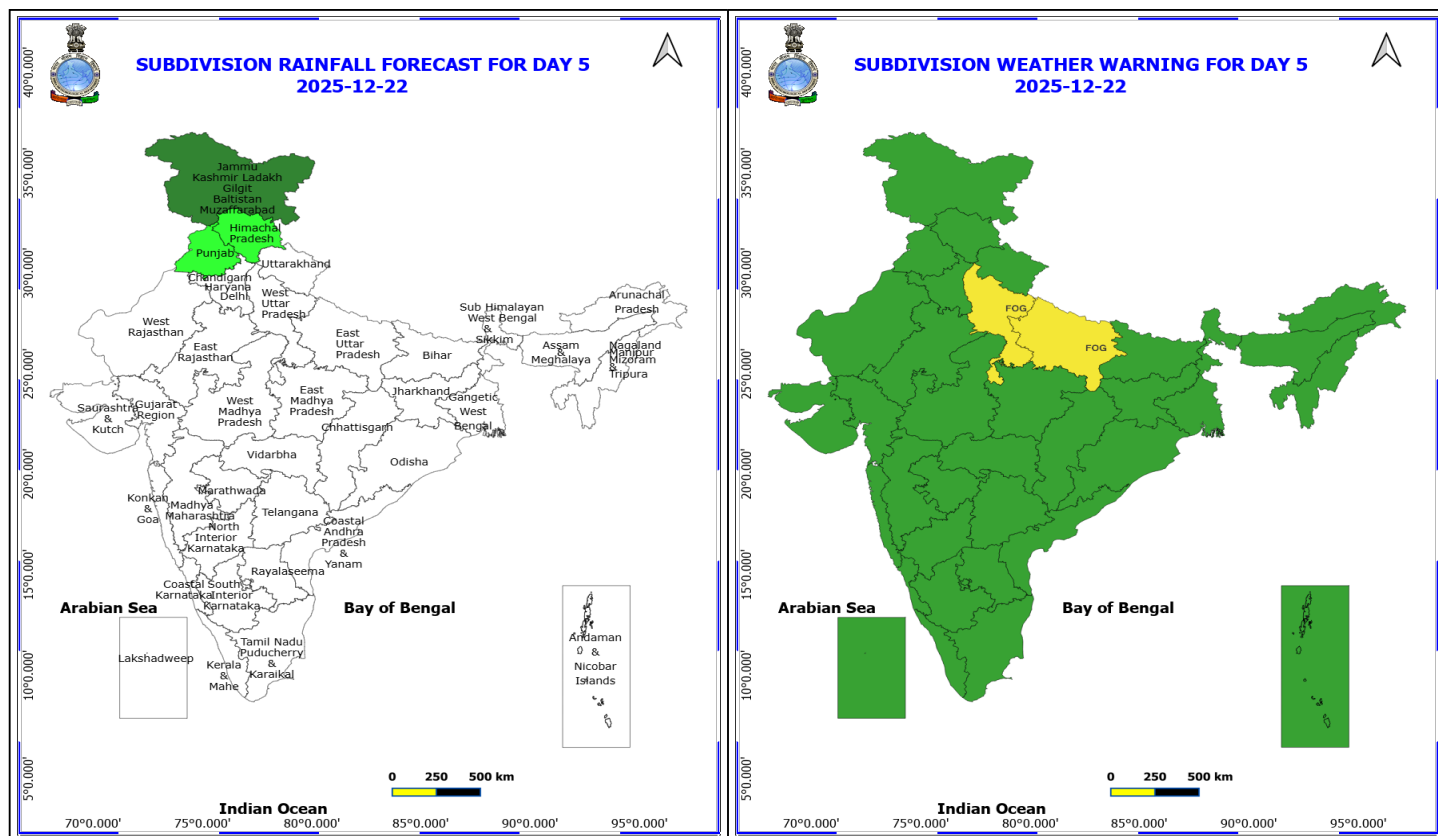 SUBDIVISION RAINFALL FORECAST FOR DAY 5
2025-12-22
40°0.000'
35°0.000'
30°0.000'
25°0.000'
20°0.000'
15°0.000'
10°0.000'
5°0.000'
Jammu
Kashmir Ladakh
Gilgit
Baltistan
Muzaffarabad
Himachal
Pradesh
Punjab
Uttarakhand
Chandigarh
Haryana
Delhi
West
Uttar
Pradesh
West
Rajasthan
East
Rajasthan
East
Uttar
Pradesh
Bihar
Sub Himalayan
West Bengal
&
Sikkim
Arunachal
Pradesh
Assam
&
Meghalaya
Nagaland
Manipur
Mizoram
&
Tripura
Saurashtra
&
Kutch
Gujarat
Region
West
Madhya
Pradesh
East
Madhya
Pradesh
Jharkhand
Gangetic
West
Bengal
Chhattisgarh
Vidarbha
Odisha
Konkan
&
Goa
Madhya
Maharashtra
Marathwada
Telangana
North
Interior
Karnataka
Coastal
Andhra
Pradesh
&
Yanam
Rayalaseema
Coastal
Karnataka
South
Interior
Karnataka
Arabian Sea
Bay of Bengal
Lakshadweep
Kerala
&
Mahe
Tamil Nadu
Puducherry
&
Karaikal
Andaman
&
Nicobar
Islands
0 250 500 km
Indian Ocean
70°0.000' 75°0.000' 80°0.000' 85°0.000' 90°0.000' 95°0.000'
SUBDIVISION WEATHER WARNING FOR DAY 5
2025-12-22
40°0.000'
35°0.000'
30°0.000'
25°0.000'
20°0.000'
15°0.000'
10°0.000'
5°0.000'
FOG
FOG
Arabian Sea
Bay of Bengal
0 250 500 km
Indian Ocean
70°0.000' 75°0.000' 80°0.000' 85°0.000' 90°0.000' 95°0.000'